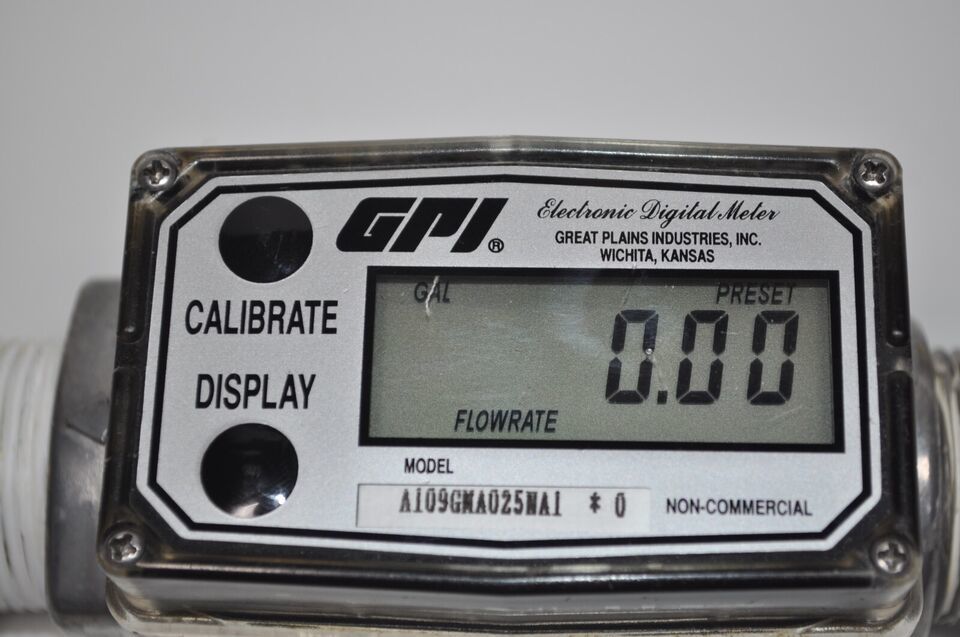 GPI®
Electronic Digital Meter
GREAT PLAINS INDUSTRIES, INC.
WICHITA, KANSAS
CALIBRATE
DISPLAY
GAL PRESET
0.00
FLOWRATE
MODEL
A109GMA025NA1 * 0
NON-COMMERCIAL